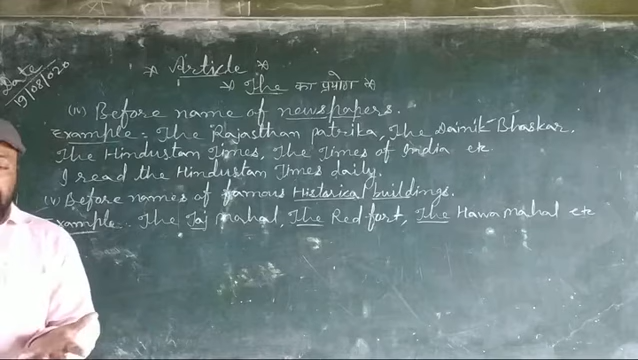 Date
19/08/020
* Article *
* The का प्रयोग *
(iv) Before name of newspapers.
Example - The Rajasthan patrika, The Dainik Bhaskar,
The Hindustan Times, The Times of India etc.
I read the Hindustan Times daily.
(v) Before names of famous Historical buildings.
Example - The Taj mahal, The Red fort, The Hawa mahal etc